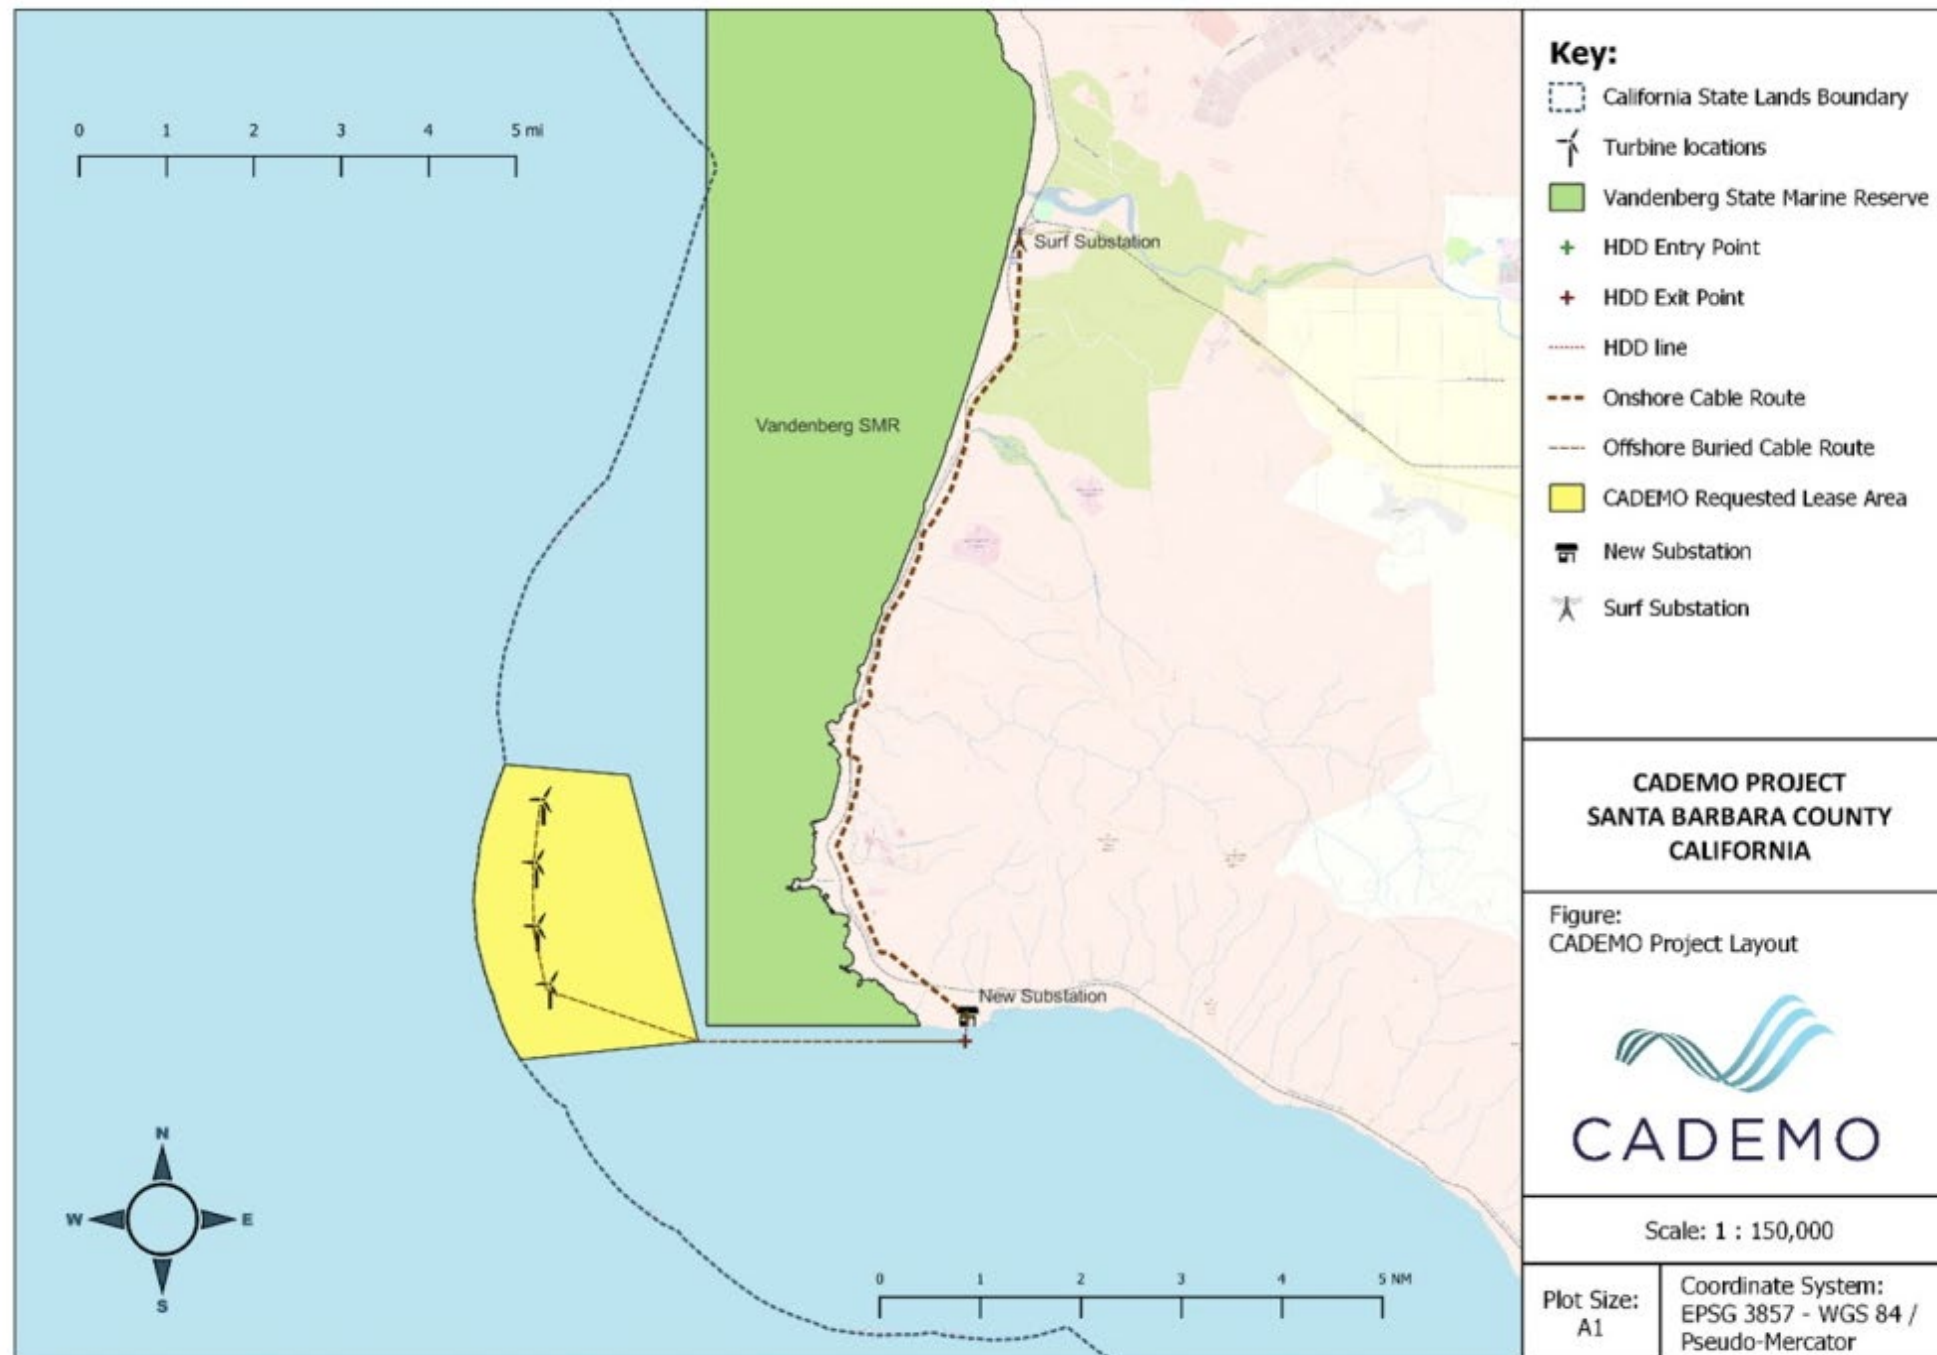 0 1 2 3 4 5 mi
Surf Substation
Vandenberg SMR
New Substation
N
W E
S
0 1 2 3 4 5 NM
Key:
California State Lands Boundary
Turbine locations
Vandenberg State Marine Reserve
HDD Entry Point
HDD Exit Point
HDD line
Onshore Cable Route
Offshore Buried Cable Route
CADEMO Requested Lease Area
New Substation
Surf Substation
CADEMO PROJECT
SANTA BARBARA COUNTY
CALIFORNIA
Figure:
CADEMO Project Layout
CADEMO
Scale: 1 : 150,000
Plot Size:
A1
Coordinate System:
EPSG 3857 - WGS 84 /
Pseudo-Mercator